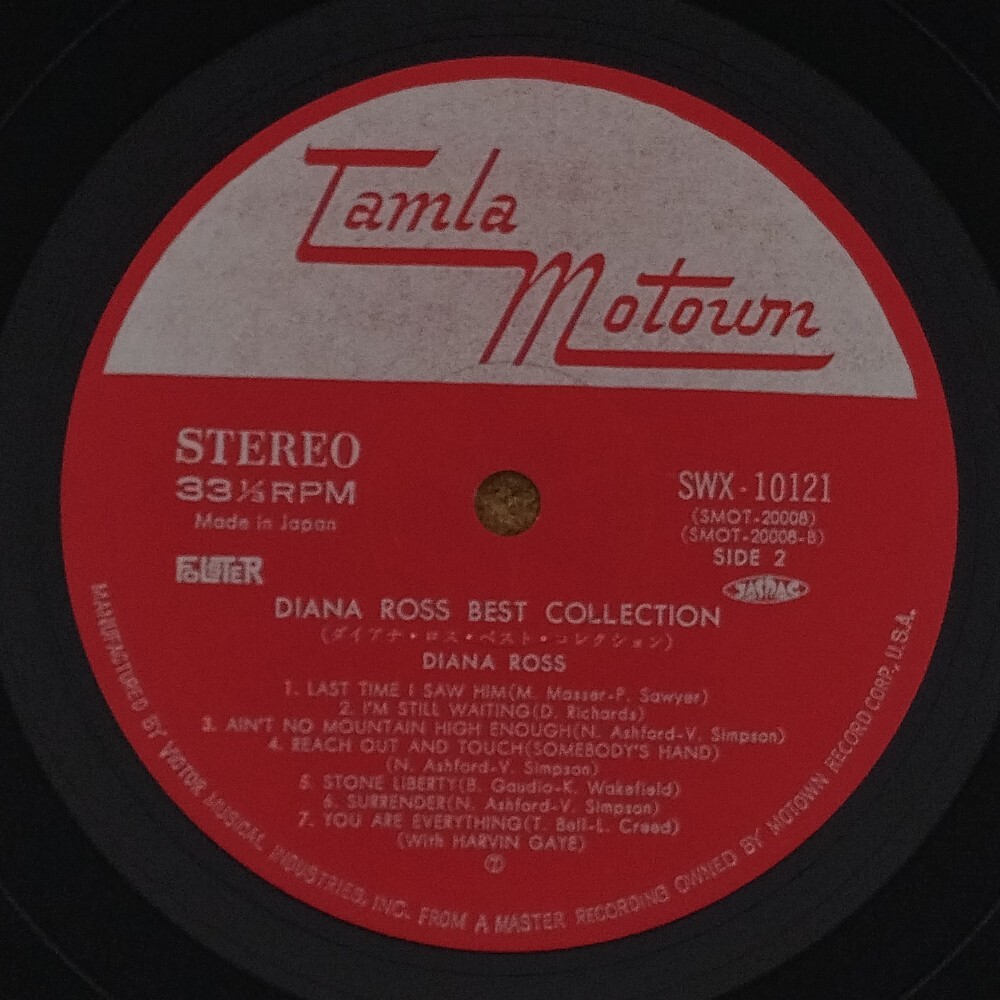 Tamla
Motown
STEREO
33⅓RPM
Made in Japan
SWX-10121
(SMOT-20008)
(SMOT-20008-B)
SIDE 2
JASRAC
DIANA ROSS BEST COLLECTION
(ダイアナ・ロス・ベスト・コレクション)
DIANA ROSS
1. LAST TIME I SAW HIM(M. Masser-P. Sawyer)
2. I'M STILL WAITING(D. Richards)
3. AIN'T NO MOUNTAIN HIGH ENOUGH(N. Ashford-V. Simpson)
4. REACH OUT AND TOUCH(SOMEBODY'S HAND)
(N. Ashford-V. Simpson)
5. STONE LIBERTY(B. Gaudio-K. Wakefield)
6. SURRENDER(N. Ashford-V. Simpson)
7. YOU ARE EVERYTHING(T. Bell-L. Creed)
(With HARVIN GAYE)
MANUFACTURED BY VICTOR MUSICAL INDUSTRIES, INC. FROM A MASTER RECORDING OWNED BY MOTOWN RECORD CORP., U.S.A.